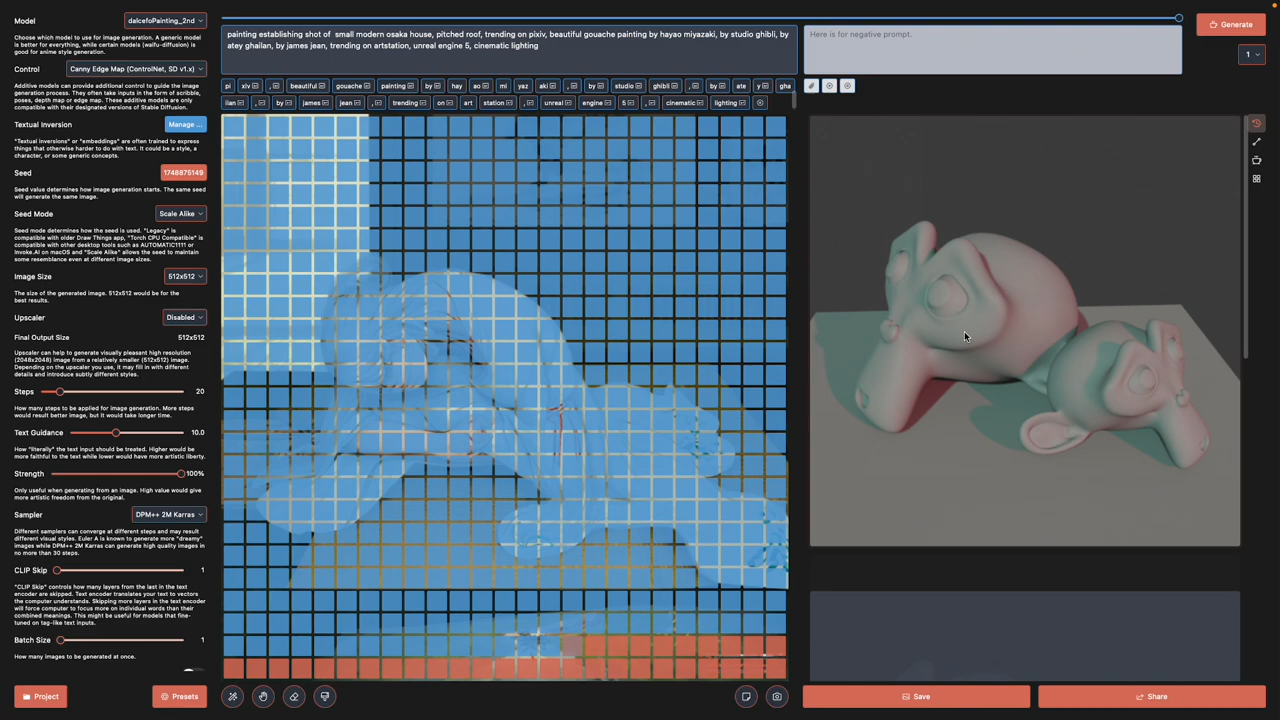 Model
dalcefoPainting_2nd
Choose which model to use for image generation. A generic
model is better for everything, while certain models (waifu-diffusion) is
good for anime style generation.
Control
Canny Edge Map (ControlNet, SD v1.x)
Additive models can provide additional control to guide the
image generation process. They often take inputs in the form of
scribbles, poses, depth map or edge map. These additive models are only
compatible with their designated versions of Stable Diffusion.
Textual Inversion
Manage ...
"Textual inversions" or "embeddings" are often trained to express
things that otherwise harder to do with text. It could be a style, a
character, or some generic concepts.
Seed
1748875149
Seed value determines how image generation starts. The same seed
will generate the same image.
Seed Mode
Scale Alike
Seed mode determines how the seed is used. "Legacy" is
compatible with older Draw Things app, "Torch CPU Compatible" is
compatible with other desktop tools such as AUTOMATIC1111 or
Invoke.AI on macOS and "Scale Alike" allows the seed to maintain
some resemblance even at different image sizes.
Image Size
512x512
The size of the generated image. 512x512 would be for the
best results.
Upscaler
Disabled
Final Output Size
512x512
Upscaler can help to generate visually pleasant high resolution
(2048x2048) image from a relatively smaller (512x512) image.
Depending on the upscaler you use, it may fill in with different
details and introduce subtly different styles.
Steps
20
How many steps to be applied for image generation. More steps
would result better image, but it would take longer time.
Text Guidance
10.0
How "literally" the text input should be treated. Higher would be
more faithful to the text while lower would have more artistic liberty.
Strength
100%
Only useful when generating from an image. High value would give
more artistic freedom from the original.
Sampler
DPM++ 2M Karras
Different samplers can converge at different steps and may result
different visual styles. Euler A is known to generate more "dreamy"
images while DPM++ 2M Karras can generate high quality images in
no more than 30 steps.
CLIP Skip
1
"CLIP Skip" controls how many layers from the last in the text
encoder are skipped. Text encoder translates your text to vectors
the computer understands. Skipping more layers in the text encoder
will force computer to focus more on individual words than their
combined meanings. This might be useful for models that fine-
tuned on tag-like text inputs.
Batch Size
1
How many images to be generated at once.
Project
Presets
painting establishing shot of  small modern osaka house, pitched roof, trending on pixiv, beautiful gouache painting by hayao miyazaki, by studio ghibli, by
atey ghailan, by james jean, trending on artstation, unreal engine 5, cinematic lighting
pi xiv , beautiful gouache painting by hay ao mi yaz aki , by studio ghibli , by ate y gha
ilan , by james jean , trending on art station , unreal engine 5 , cinematic lighting
Here is for negative prompt.
Generate
1
Save
Share